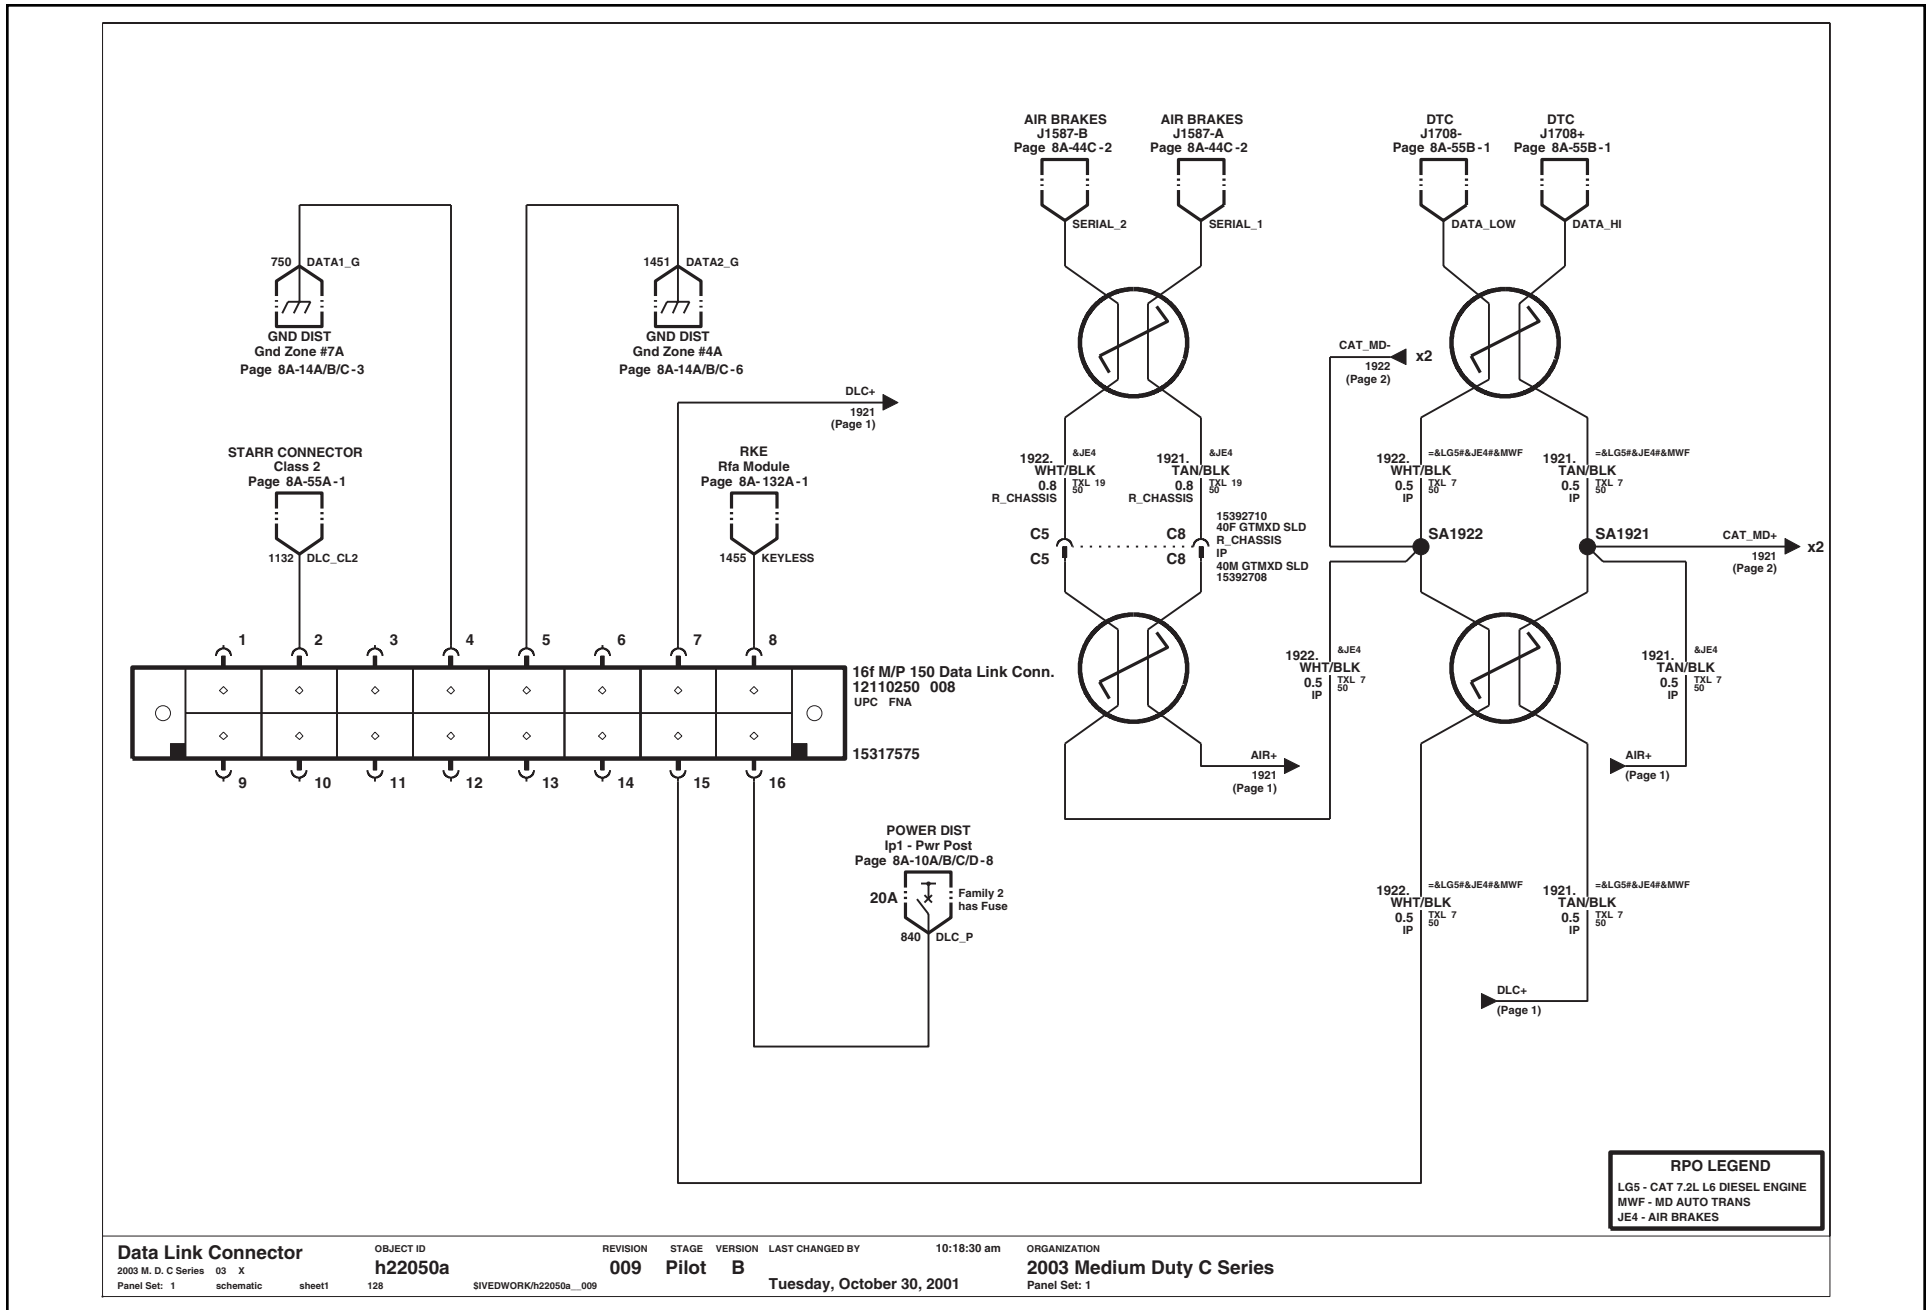 AIR BRAKES
J1587-B
Page 8A-44C-2
AIR BRAKES
J1587-A
Page 8A-44C-2
DTC
J1708-
Page 8A-55B-1
DTC
J1708+
Page 8A-55B-1
SERIAL_2
SERIAL_1
DATA_LOW
DATA_HI
750 DATA1_G
GND DIST
Gnd Zone #7A
Page 8A-14A/B/C-3
1451 DATA2_G
GND DIST
Gnd Zone #4A
Page 8A-14A/B/C-6
DLC+
1921
(Page 1)
CAT_MD-
1922
(Page 2)
x2
STARR CONNECTOR
Class 2
Page 8A-55A-1
1132 DLC_CL2
RKE
Rfa Module
Page 8A-132A-1
1455 KEYLESS
1922.
WHT/BLK
0.8
R_CHASSIS
&JE4
TXL 19
50
1921.
TAN/BLK
0.8
R_CHASSIS
&JE4
TXL 19
50
1922.
WHT/BLK
0.5
IP
=&LG5#&JE4#&MWF
TXL 7
50
1921.
TAN/BLK
0.5
IP
=&LG5#&JE4#&MWF
TXL 7
50
C5
C5
C8
C8
15392710
40F GTMXD SLD
R_CHASSIS
IP
40M GTMXD SLD
15392708
SA1922
SA1921
CAT_MD+
1921
(Page 2)
x2
1 2 3 4 5 6 7 8
16f M/P 150 Data Link Conn.
12110250 008
UPC FNA
15317575
9 10 11 12 13 14 15 16
1922.
WHT/BLK
0.5
IP
&JE4
TXL 7
50
1921.
TAN/BLK
0.5
IP
&JE4
TXL 7
50
AIR+
1921
(Page 1)
AIR+
(Page 1)
POWER DIST
Ip1 - Pwr Post
Page 8A-10A/B/C/D-8
20A
Family 2
has Fuse
840 DLC_P
1922.
WHT/BLK
0.5
IP
=&LG5#&JE4#&MWF
TXL 7
50
1921.
TAN/BLK
0.5
IP
=&LG5#&JE4#&MWF
TXL 7
50
DLC+
(Page 1)
RPO LEGEND
LG5 - CAT 7.2L L6 DIESEL ENGINE
MWF - MD AUTO TRANS
JE4 - AIR BRAKES
Data Link Connector
2003 M. D. C Series 03 X
Panel Set: 1 schematic sheet1
OBJECT ID
h22050a
128
$IVEDWORK/h22050a__009
REVISION
009
STAGE
Pilot
VERSION
B
LAST CHANGED BY
10:18:30 am
Tuesday, October 30, 2001
ORGANIZATION
2003 Medium Duty C Series
Panel Set: 1